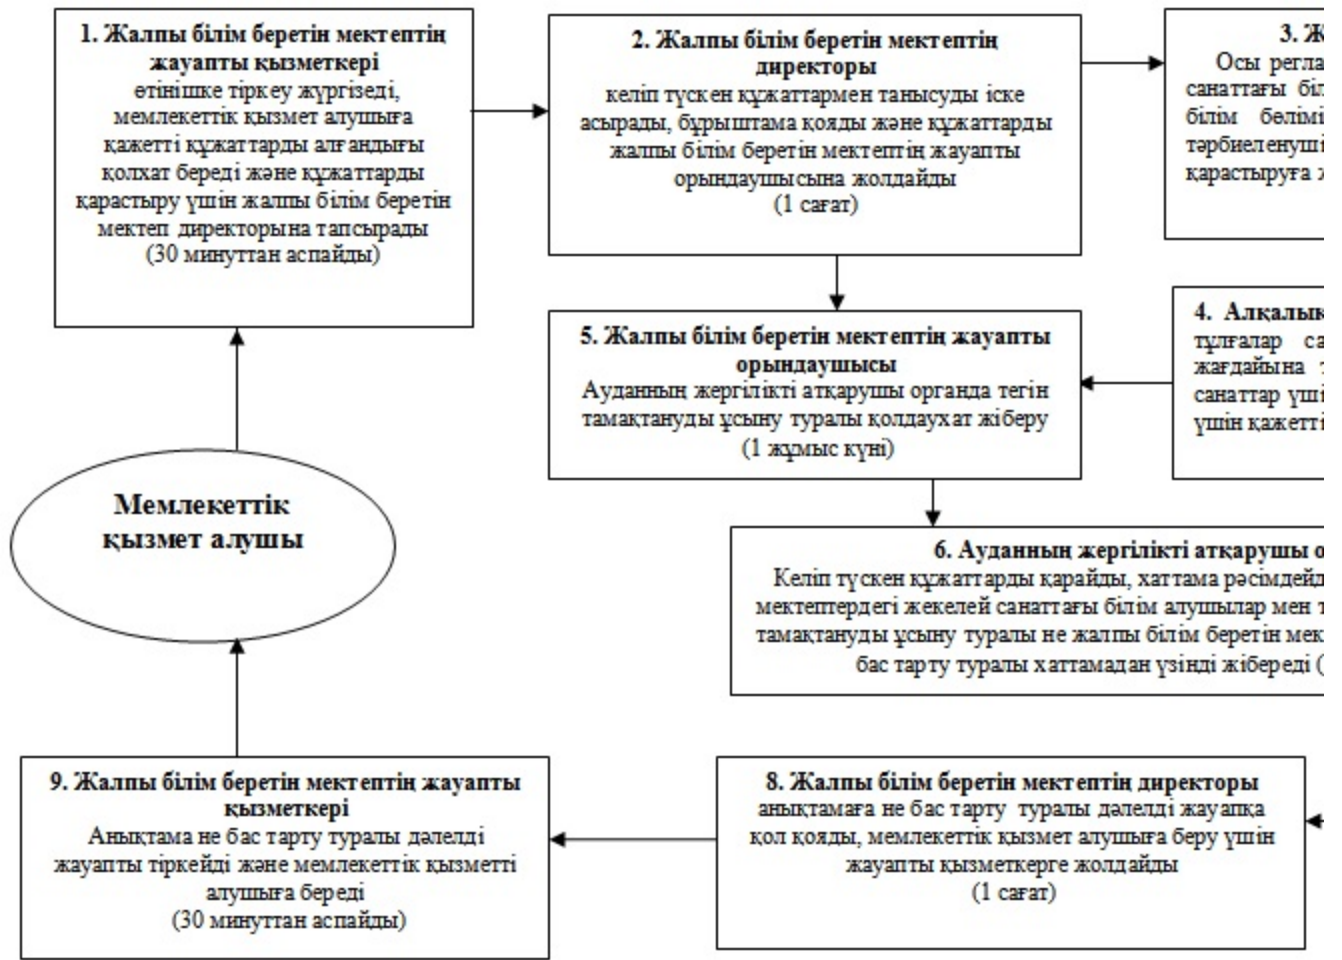 1. Жалпы білім беретін мектептің
жауапты қызметкері
өтінішке тіркеу жүргізеді,
мемлекеттік қызмет алушыға
қажетті құжаттарды алғандығы
қолхат береді және құжаттарды
қарастыру үшін жалпы білім беретін
мектеп директорына тапсырады
(30 минуттан аспайды)
2. Жалпы білім беретін мектептің
директоры
келіп түскен құжаттармен танысуды іске
асырады, бұрыштама қояды және құжаттарды
жалпы білім беретін мектептің жауапты
орындаушысына жолдайды
(1 сағат)
3. Ж
Осы регла
санаттағы біл
білім бөлімі
тәрбиеленуші
қарастыруға ж
4. Алқалық
тұлғалар са
жағдайына т
санаттар үші
үшін қажетті
5. Жалпы білім беретін мектептің жауапты
орындаушысы
Ауданның жергілікті атқарушы органда тегін
тамақтануды ұсыну туралы қолдаухат жіберу
(1 жұмыс күні)
6. Ауданның жергілікті атқарушы о
Келіп түскен құжаттарды қарайды, хаттама рәсімдейд
мектептердегі жекелей санаттағы білім алушылар мен т
тамақтануды ұсыну туралы не жалпы білім беретін мек
бас тарту туралы хаттамадан үзінді жібереді (
Мемлекеттік
қызмет алушы
9. Жалпы білім беретін мектептің жауапты
қызметкері
Анықтама не бас тарту туралы дәлелді
жауапты тіркейді және мемлекеттік қызметті
алушыға береді
(30 минуттан аспайды)
8. Жалпы білім беретін мектептің директоры
анықтамаға не бас тарту туралы дәлелді жауапқа
қол қояды, мемлекеттік қызмет алушыға беру үшін
жауапты қызметкерге жолдайды
(1 сағат)